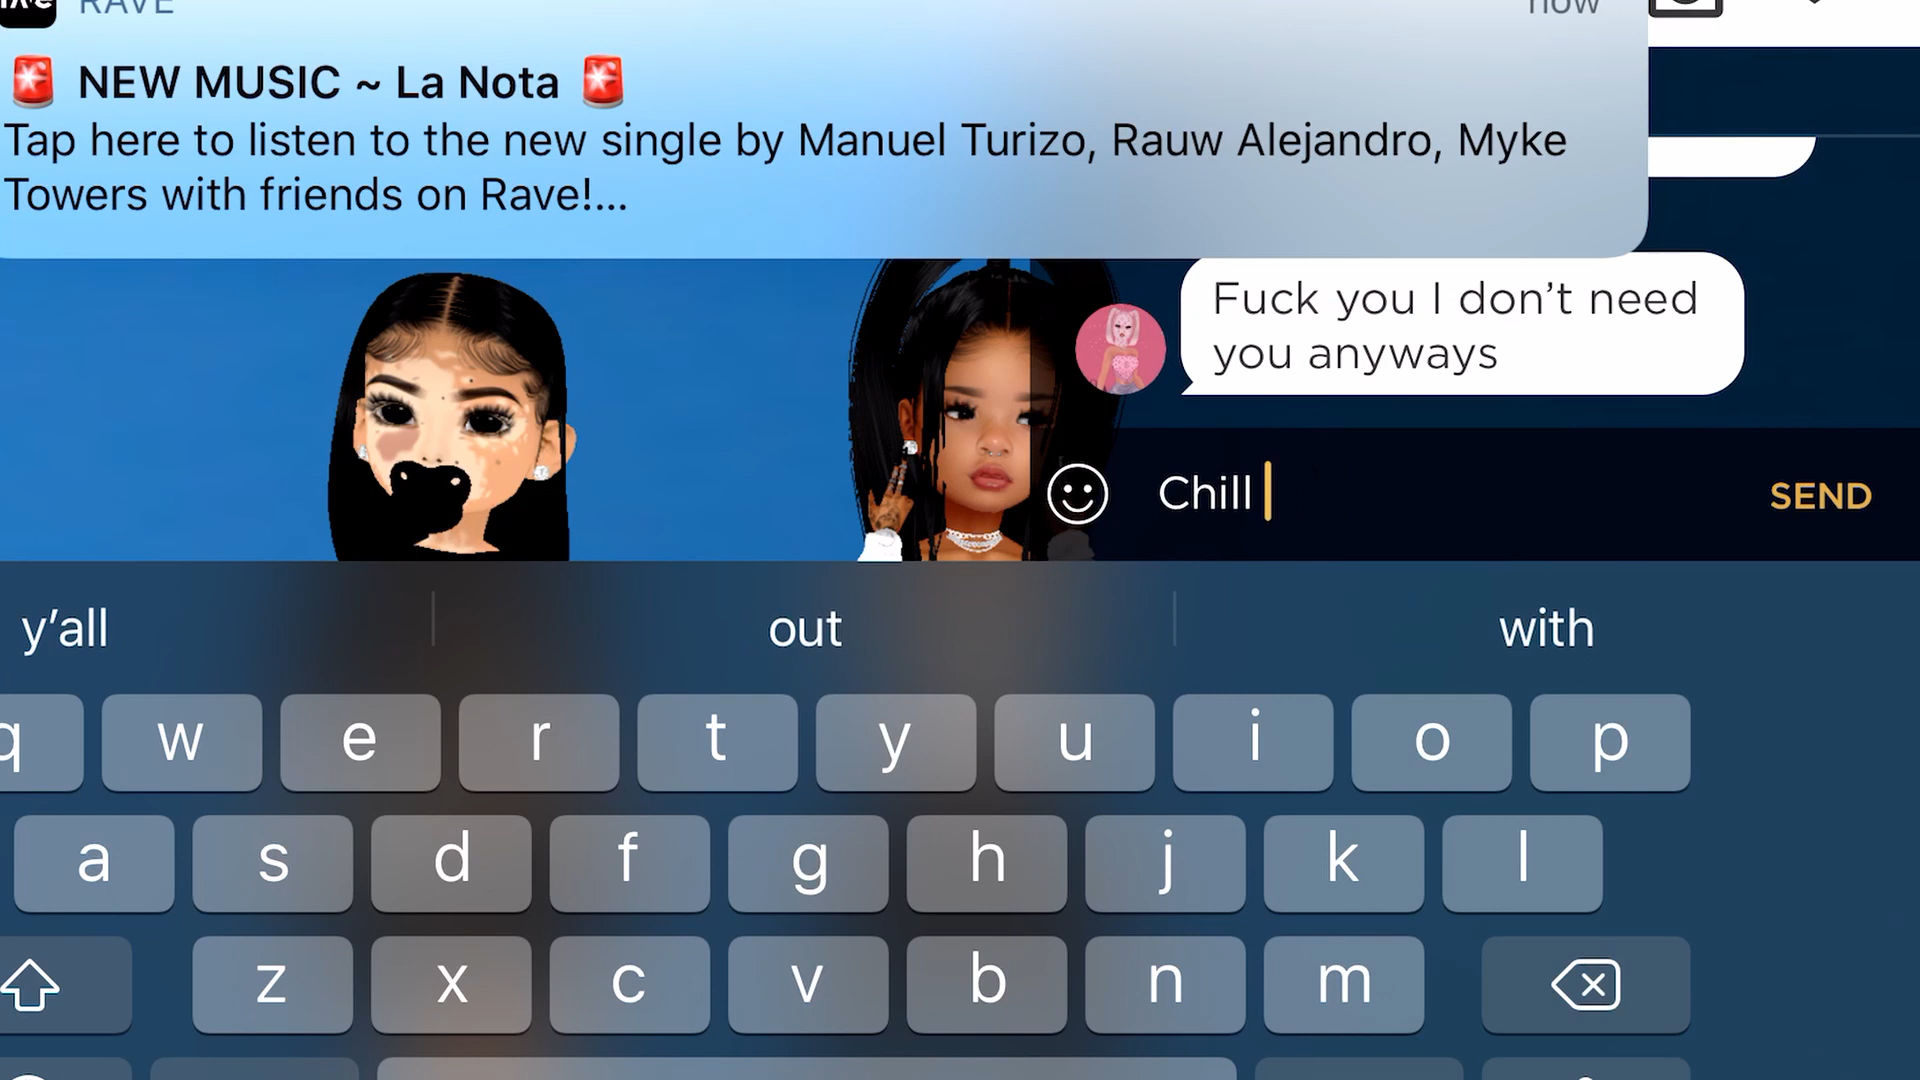 RAVE
now
🚨 NEW MUSIC ~ La Nota 🚨
Tap here to listen to the new single by Manuel Turizo, Rauw Alejandro, Myke
Towers with friends on Rave!...
Fuck you I don’t need
you anyways
Chill
SEND
y’all out with
q w e r t y u i o p
a s d f g h j k l
z x c v b n m